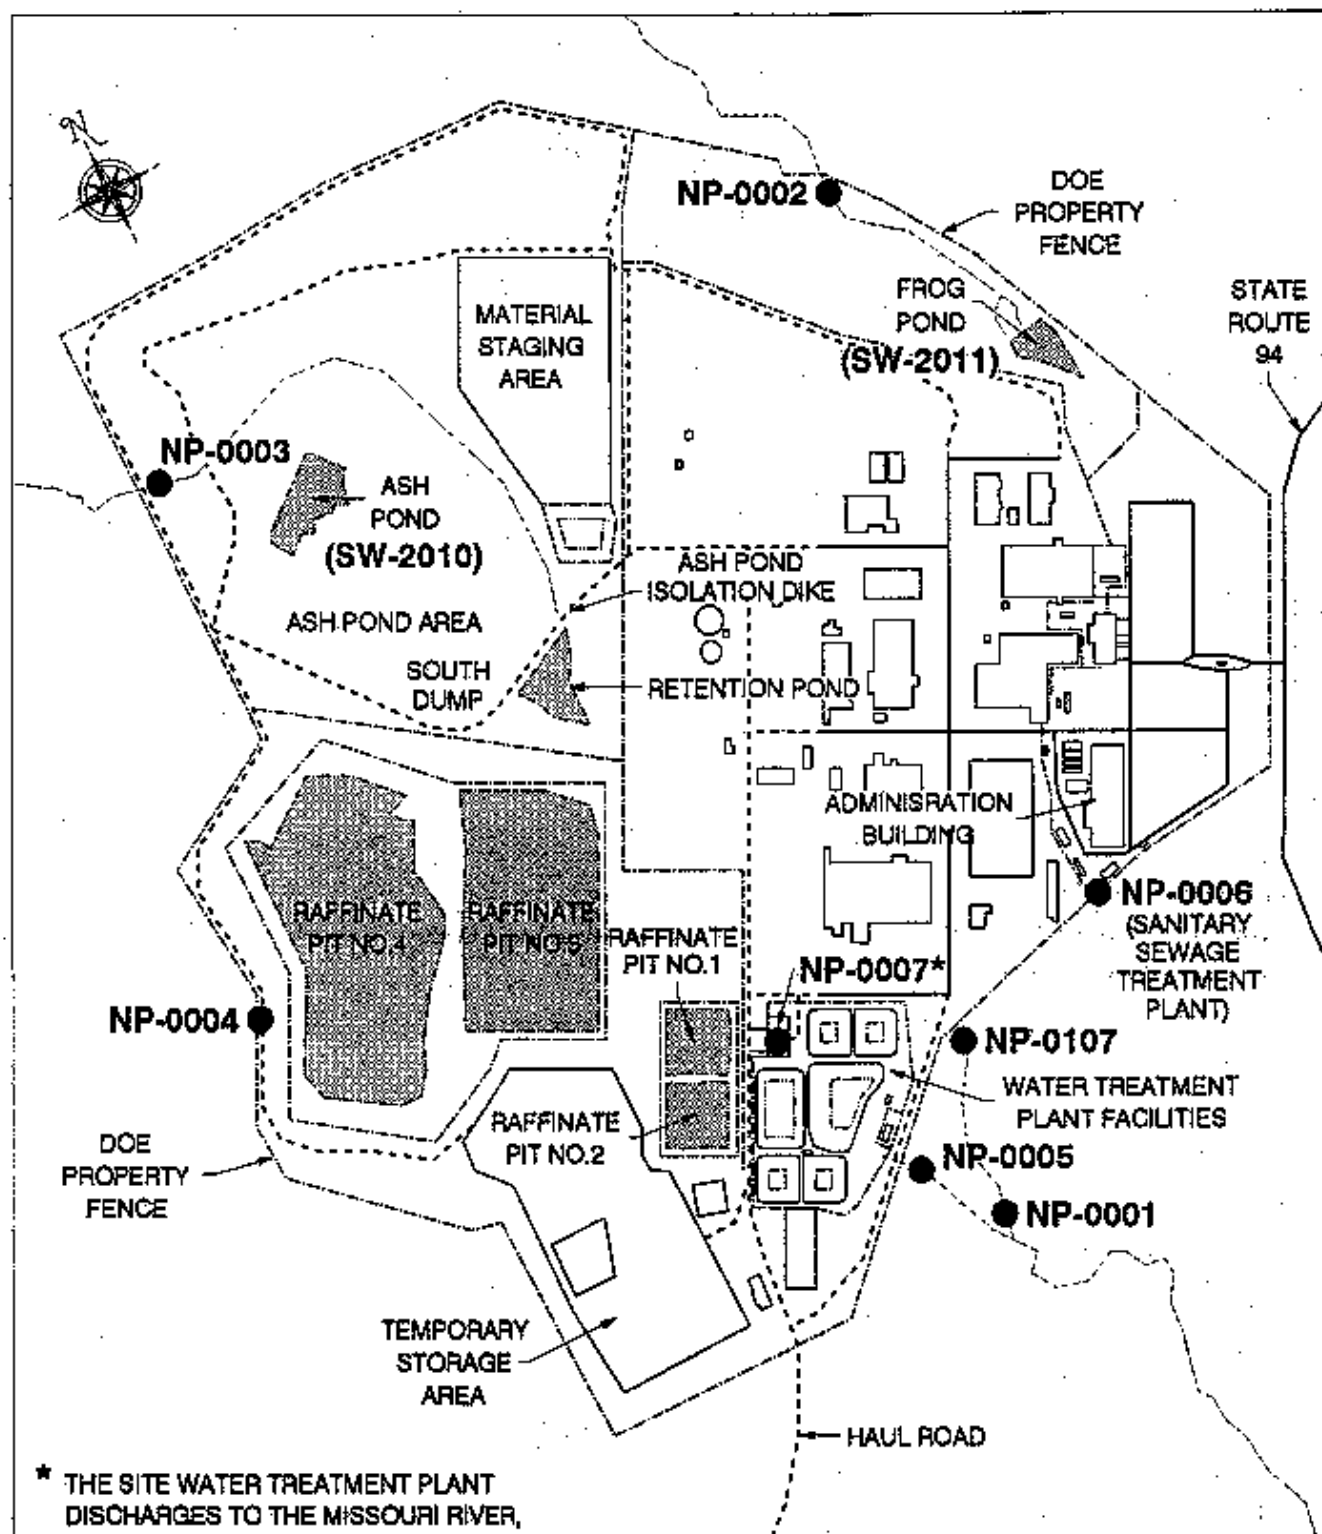 N
NP-0002
DOE
PROPERTY
FENCE
FROG
POND
(SW-2011)
STATE
ROUTE
94
MATERIAL
STAGING
AREA
NP-0003
ASH
POND
(SW-2010)
ASH POND
ISOLATION DIKE
ASH POND AREA
SOUTH
DUMP
RETENTION POND
ADMINISRATION
BUILDING
RAFFINATE
PIT NO.4
RAFFINATE
PIT NO.
RAFFINATE
PIT NO.1
NP-0006
(SANITARY
SEWAGE
TREATMENT
PLANT)
NP-0007*
NP-0004
NP-0107
WATER TREATMENT
PLANT FACILITIES
RAFFINATE
PIT NO.2
DOE
PROPERTY
FENCE
NP-0005
NP-0001
TEMPORARY
STORAGE
AREA
HAUL ROAD
* THE SITE WATER TREATMENT PLANT
DISCHARGES TO THE MISSOURI RIVER,